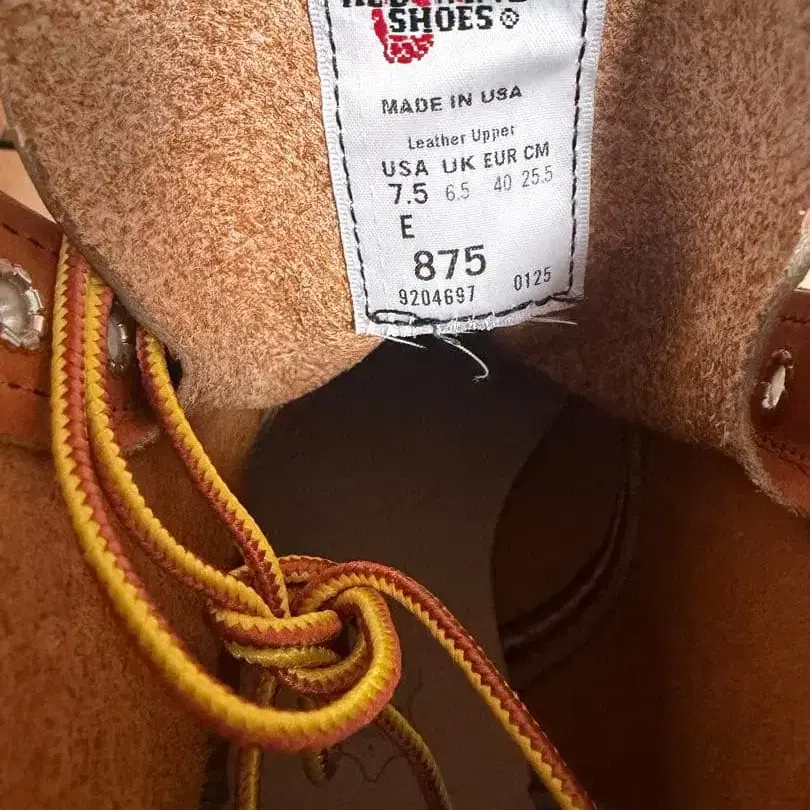 SHOES®
MADE IN USA
Leather Upper
USA UK EUR CM
7.5 6.5 40 25.5
E
875
9204697 0125